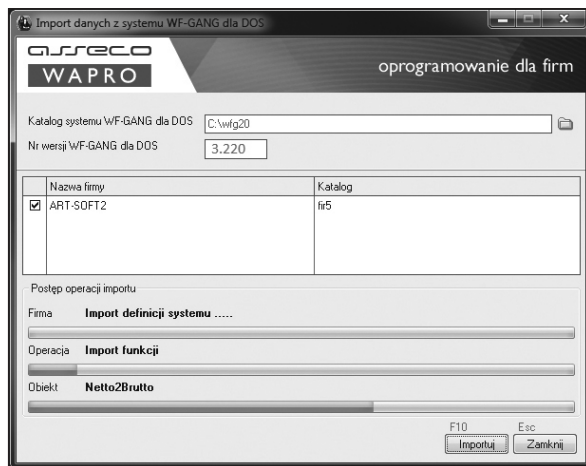 Import danych z systemu WF-GANG dla DOS
asseco
WAPRO
oprogramowanie dla firm
Katalog systemu WF-GANG dla DOS C:\wfg20
Nr wersji WF-GANG dla DOS 3.220
Nazwa firmy Katalog
ART-SOFT2 fir5
Postęp operacji importu
Firma Import definicji systemu .....
Operacja Import funkcji
Obiekt Netto2Brutto
F10 Esc
Importuj Zamknij